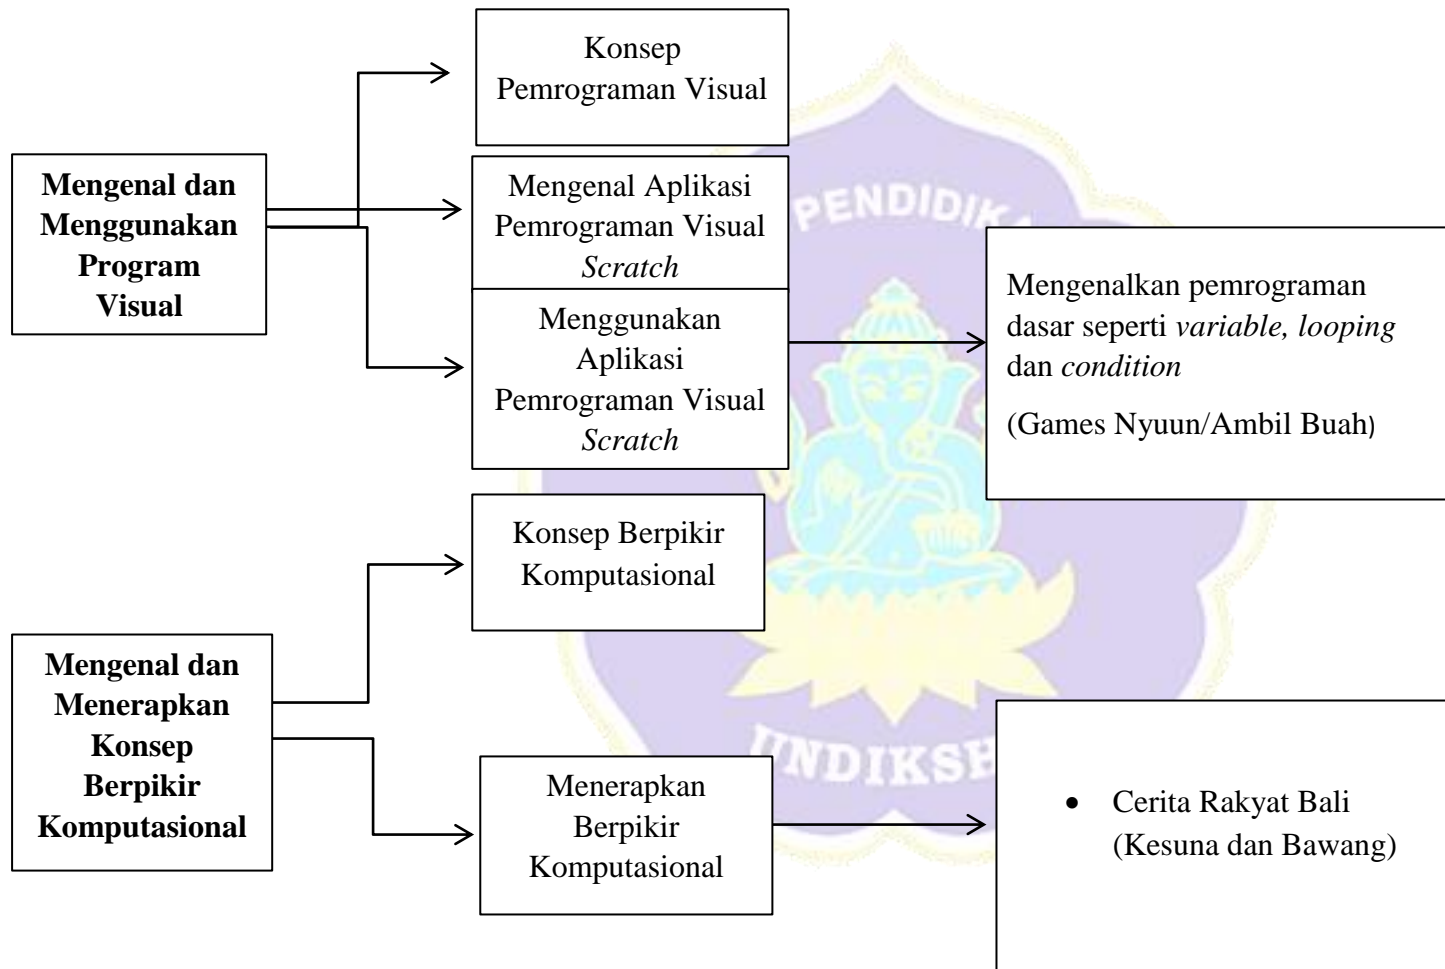 Konsep
Pemrograman Visual
Mengenal dan
Menggunakan
Program
Visual
Mengenal Aplikasi
Pemrograman Visual
Scratch
Menggunakan
Aplikasi
Pemrograman Visual
Scratch
Mengenalkan pemrograman
dasar seperti variable, looping
dan condition
(Games Nyuun/Ambil Buah)
Konsep Berpikir
Komputasional
Mengenal dan
Menerapkan
Konsep
Berpikir
Komputasional
Menerapkan
Berpikir
Komputasional
• Cerita Rakyat Bali
(Kesuna dan Bawang)
PENDIDIKA
UNDIKSH